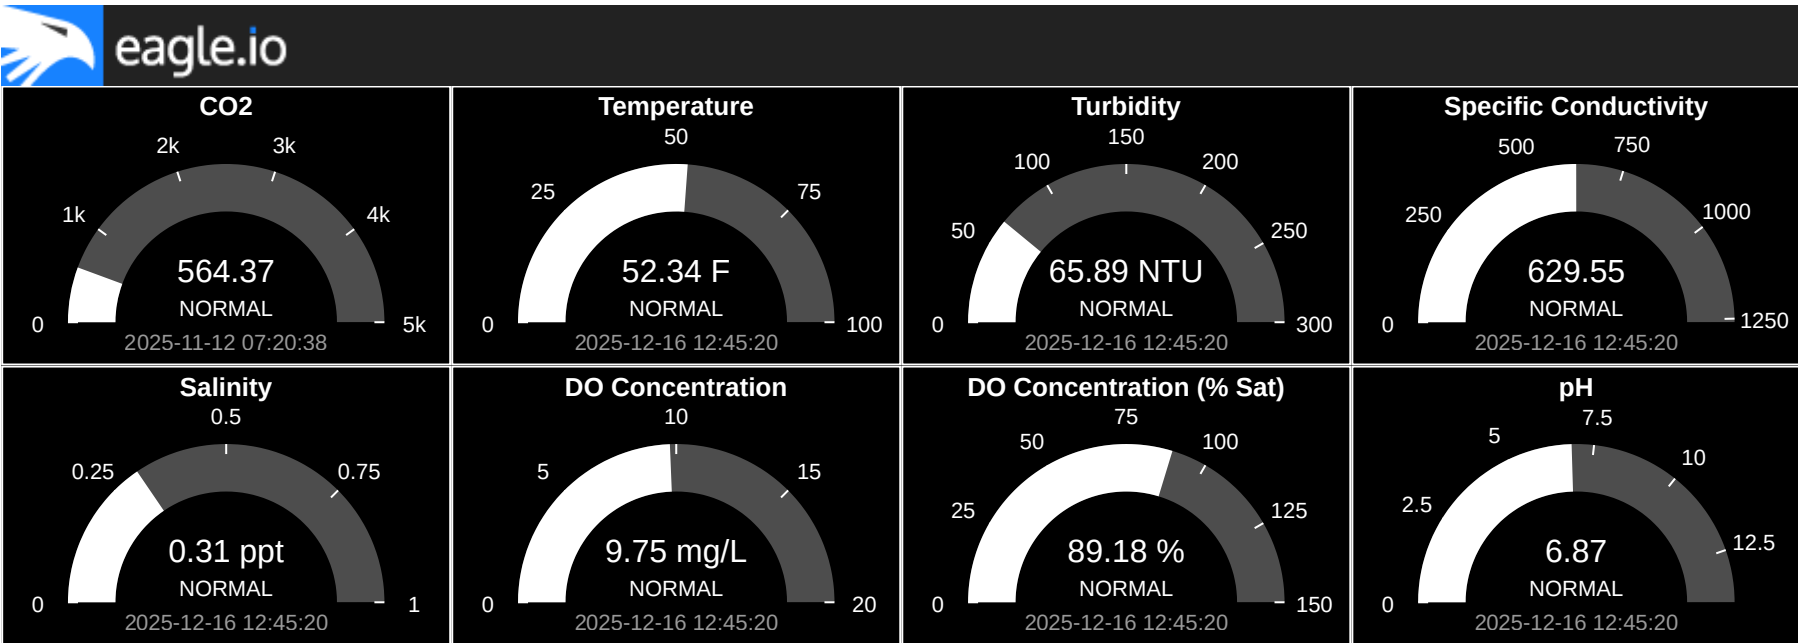 eagle.io
CO2
0
1k
2k
3k
4k
5k
564.37
NORMAL
2025-11-12 07:20:38
Temperature
0
25
50
75
100
52.34 F
NORMAL
2025-12-16 12:45:20
Turbidity
0
50
100
150
200
250
300
65.89 NTU
NORMAL
2025-12-16 12:45:20
Specific Conductivity
0
250
500
750
1000
1250
629.55
NORMAL
2025-12-16 12:45:20
Salinity
0
0.25
0.5
0.75
1
0.31 ppt
NORMAL
2025-12-16 12:45:20
DO Concentration
0
5
10
15
20
9.75 mg/L
NORMAL
2025-12-16 12:45:20
DO Concentration (% Sat)
0
25
50
75
100
125
150
89.18 %
NORMAL
2025-12-16 12:45:20
pH
0
2.5
5
7.5
10
12.5
6.87
NORMAL
2025-12-16 12:45:20